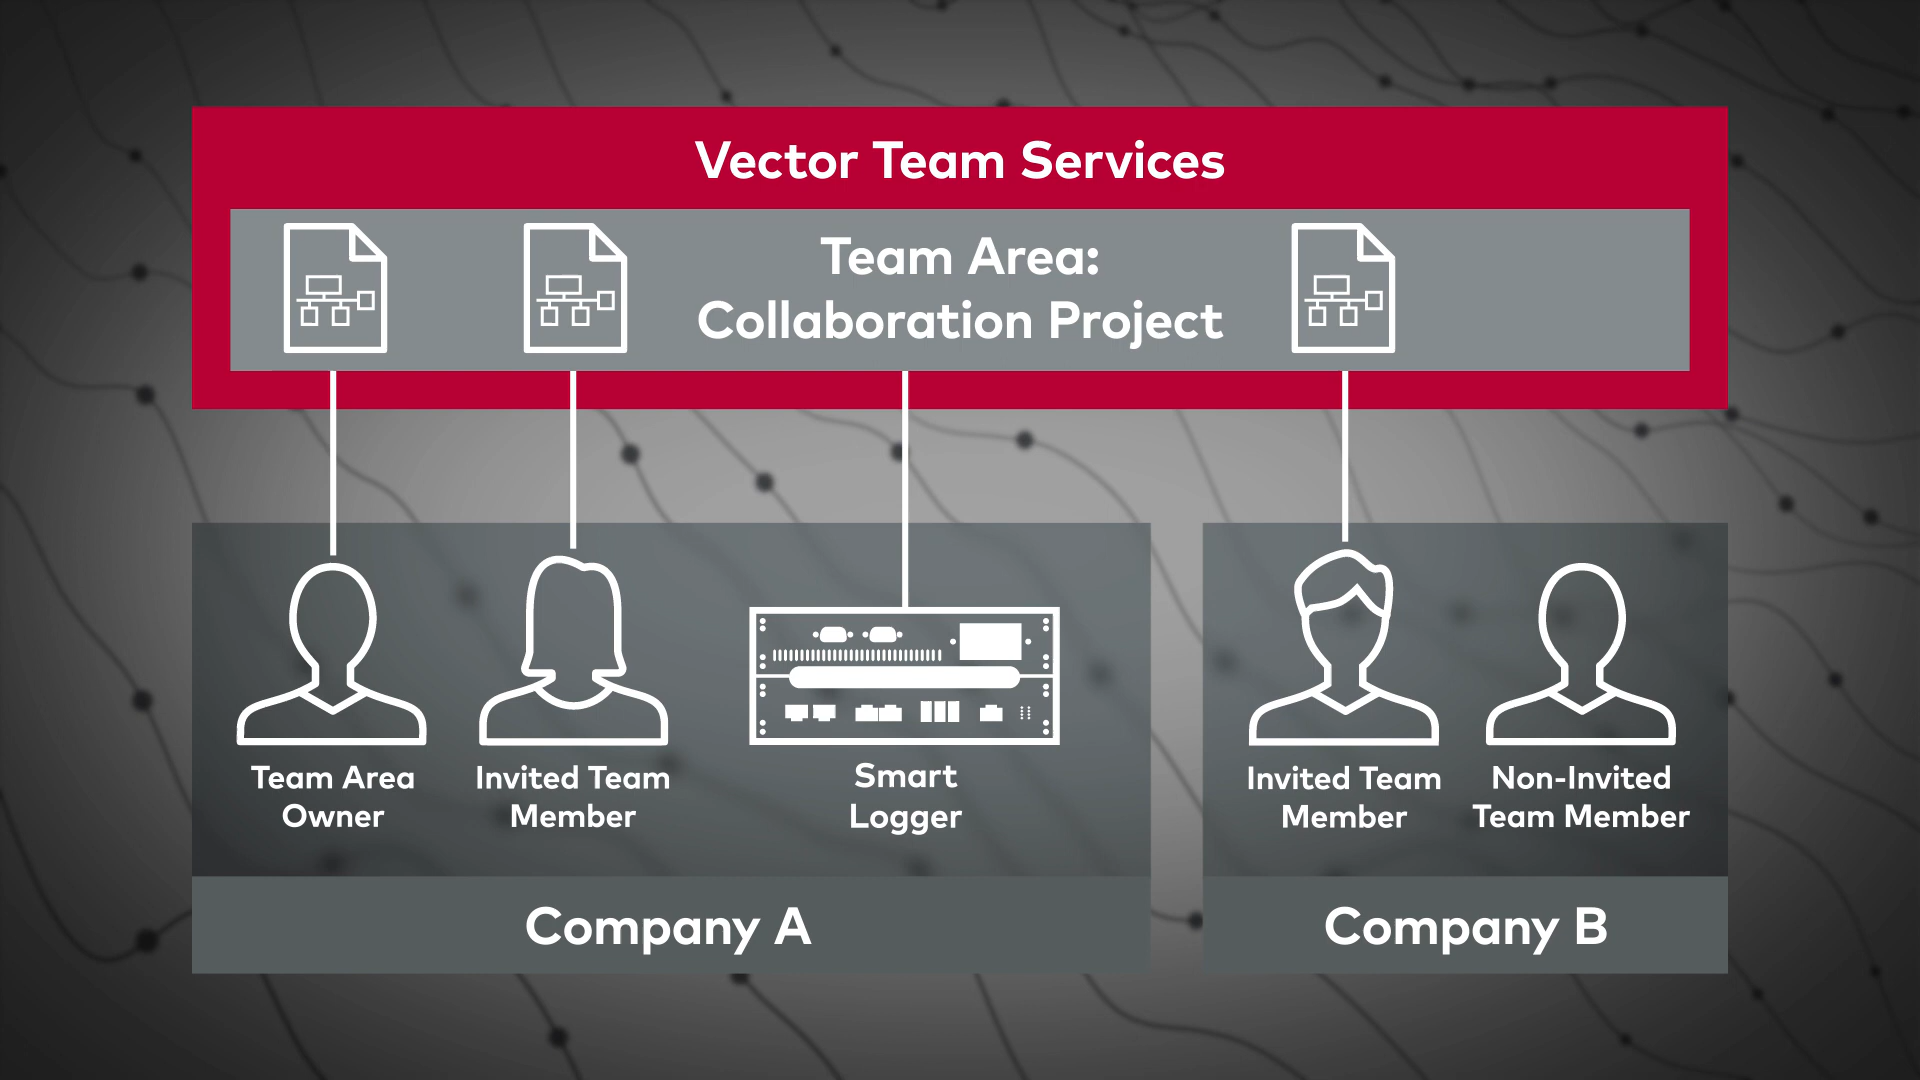 Vector Team Services
Team Area:
Collaboration Project
Team Area
Owner
Invited Team
Member
Smart
Logger
Invited Team
Member
Non-Invited
Team Member
Company A
Company B